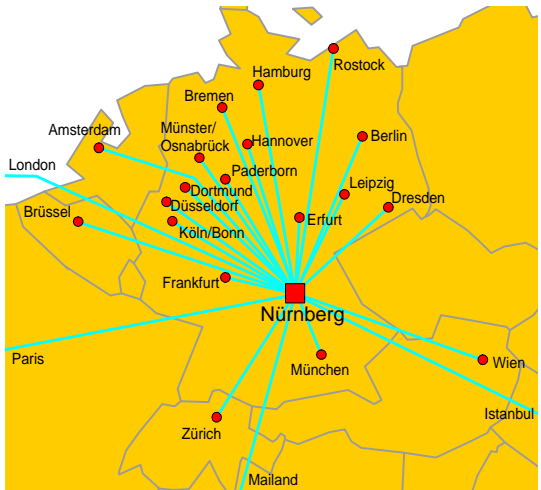 Rostock
Hamburg
Bremen
Amsterdam
Münster/
Osnabrück
Hannover
Berlin
London
Paderborn
Leipzig
Dortmund
Dresden
Düsseldorf
Brüssel
Erfurt
Köln/Bonn
Frankfurt
Nürnberg
Paris
München
Wien
Istanbul
Zürich
Mailand